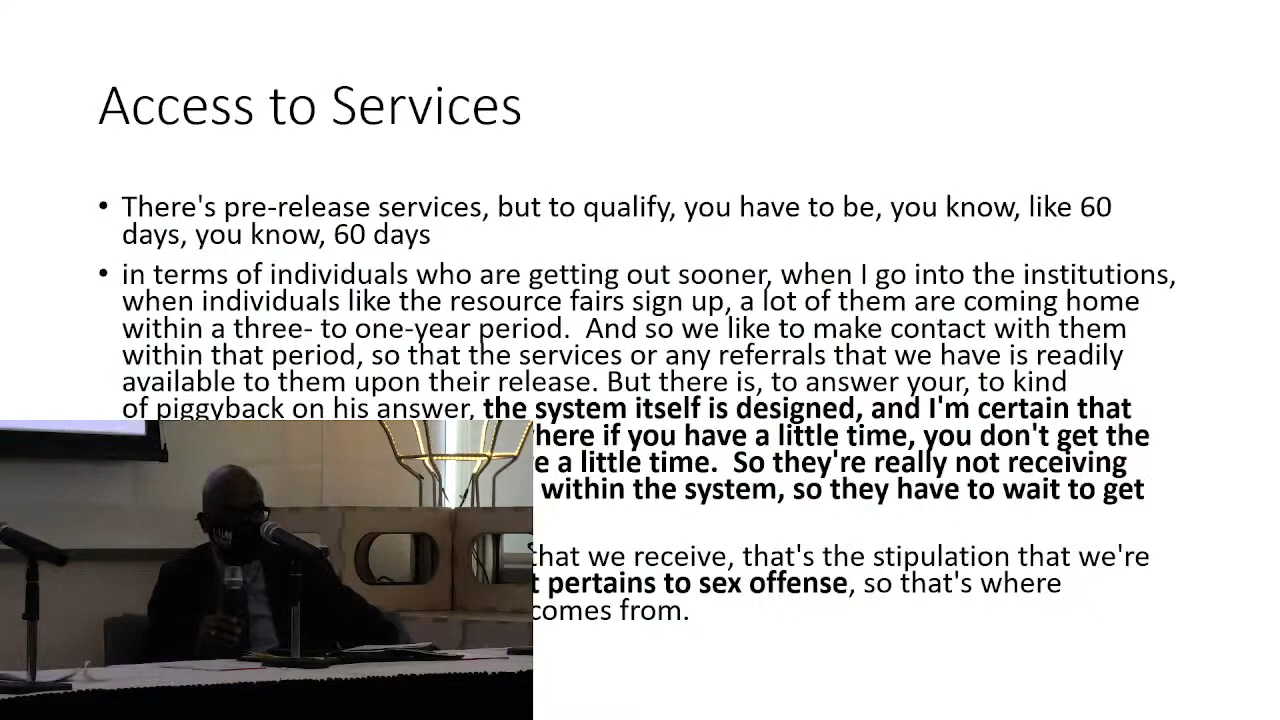 Access to Services
• There's pre-release services, but to qualify, you have to be, you know, like 60
days, you know, 60 days
• in terms of individuals who are getting out sooner, when I go into the institutions,
when individuals like the resource fairs sign up, a lot of them are coming home
within a three- to one-year period.  And so we like to make contact with them
within that period, so that the services or any referrals that we have is readily
available to them upon their release. But there is, to answer your, to kind
of piggyback on his answer, the system itself is designed, and I'm certain that
if you have a little time, you don't get the
a little time.  So they're really not receiving
within the system, so they have to wait to get
that we receive, that's the stipulation that we're
pertains to sex offense, so that's where
comes from.